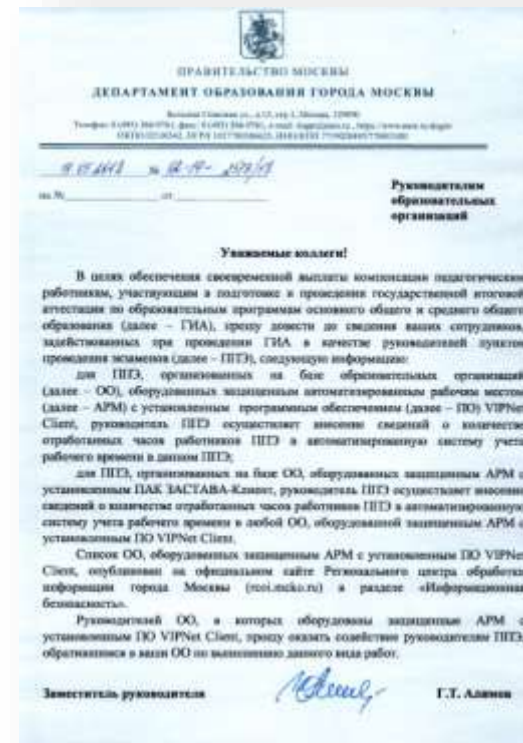 ПРАВИТЕЛЬСТВО МОСКВЫ
ДЕПАРТАМЕНТ ОБРАЗОВАНИЯ ГОРОДА МОСКВЫ
на № от
Руководителям
образовательных
организаций
Уважаемые коллеги!
В целях обеспечения своевременной выплаты компенсации педагогическим
работникам, участвующим в подготовке и проведении государственной итоговой
аттестации по образовательным программам основного общего и среднего общего
образования (далее – ГИА), прошу довести до сведения ваших сотрудников,
задействованных при проведении ГИА в качестве руководителей пунктов
проведения экзаменов (далее – ППЭ), следующую информацию:
для ППЭ, организованных на базе образовательных организаций
(далее – ОО), оборудованных защищенным автоматизированным рабочим местом
(далее – АРМ) с установленным программным обеспечением (далее – ПО) VIPNet
Client, руководитель ППЭ осуществляет внесение сведений о количестве
отработанных часов работников ППЭ в автоматизированную систему учета
рабочего времени в данном ППЭ;
для ППЭ, организованных на базе ОО, оборудованных защищенным АРМ с
установленным ПАК ЗАСТАВА-Клиент, руководитель ППЭ осуществляет внесение
сведений о количестве отработанных часов работников ППЭ в автоматизированную
систему учета рабочего времени в любой ОО, оборудованной защищенным АРМ с
установленным ПО VIPNet Client.
Список ОО, оборудованных защищенным АРМ с установленным ПО VIPNet
Client, опубликован на официальном сайте Регионального центра обработки
информации города Москвы (rcoi.mcko.ru) в разделе «Информационная
безопасность».
Руководителей ОО, в которых оборудованы защищенные АРМ с
установленным ПО VIPNet Client, прошу оказать содействие руководителям ППЭ,
обратившимся в ваши ОО по выполнению данного вида работ.
Заместитель руководителя Г.Т. Алимов